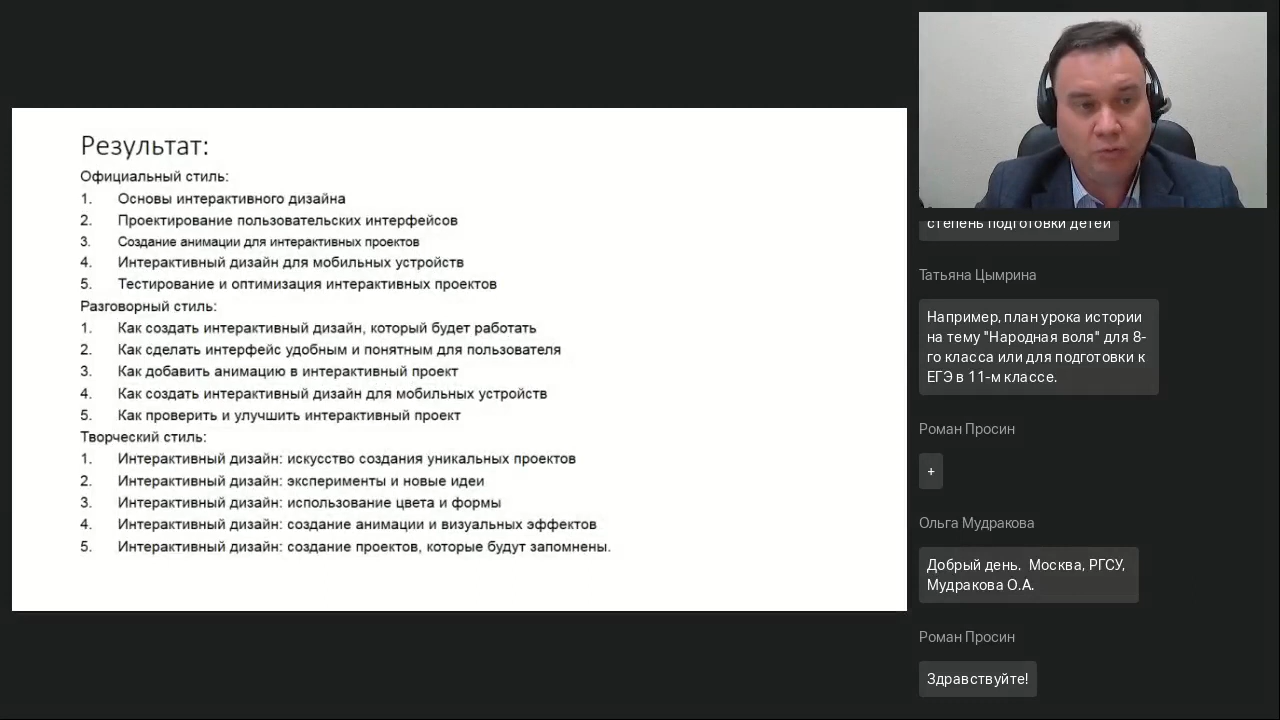 Результат:
Официальный стиль:
1. Основы интерактивного дизайна
2. Проектирование пользовательских интерфейсов
3. Создание анимации для интерактивных проектов
4. Интерактивный дизайн для мобильных устройств
5. Тестирование и оптимизация интерактивных проектов
Разговорный стиль:
1. Как создать интерактивный дизайн, который будет работать
2. Как сделать интерфейс удобным и понятным для пользователя
3. Как добавить анимацию в интерактивный проект
4. Как создать интерактивный дизайн для мобильных устройств
5. Как проверить и улучшить интерактивный проект
Творческий стиль:
1. Интерактивный дизайн: искусство создания уникальных проектов
2. Интерактивный дизайн: эксперименты и новые идеи
3. Интерактивный дизайн: использование цвета и формы
4. Интерактивный дизайн: создание анимации и визуальных эффектов
5. Интерактивный дизайн: создание проектов, которые будут запомнены.
степень подготовки детей
Татьяна Цымрина
Например, план урока истории
на тему "Народная воля" для 8-
го класса или для подготовки к
ЕГЭ в 11-м классе.
Роман Просин
+
Ольга Мудракова
Добрый день. Москва, РГСУ,
Мудракова О.А.
Роман Просин
Здравствуйте!